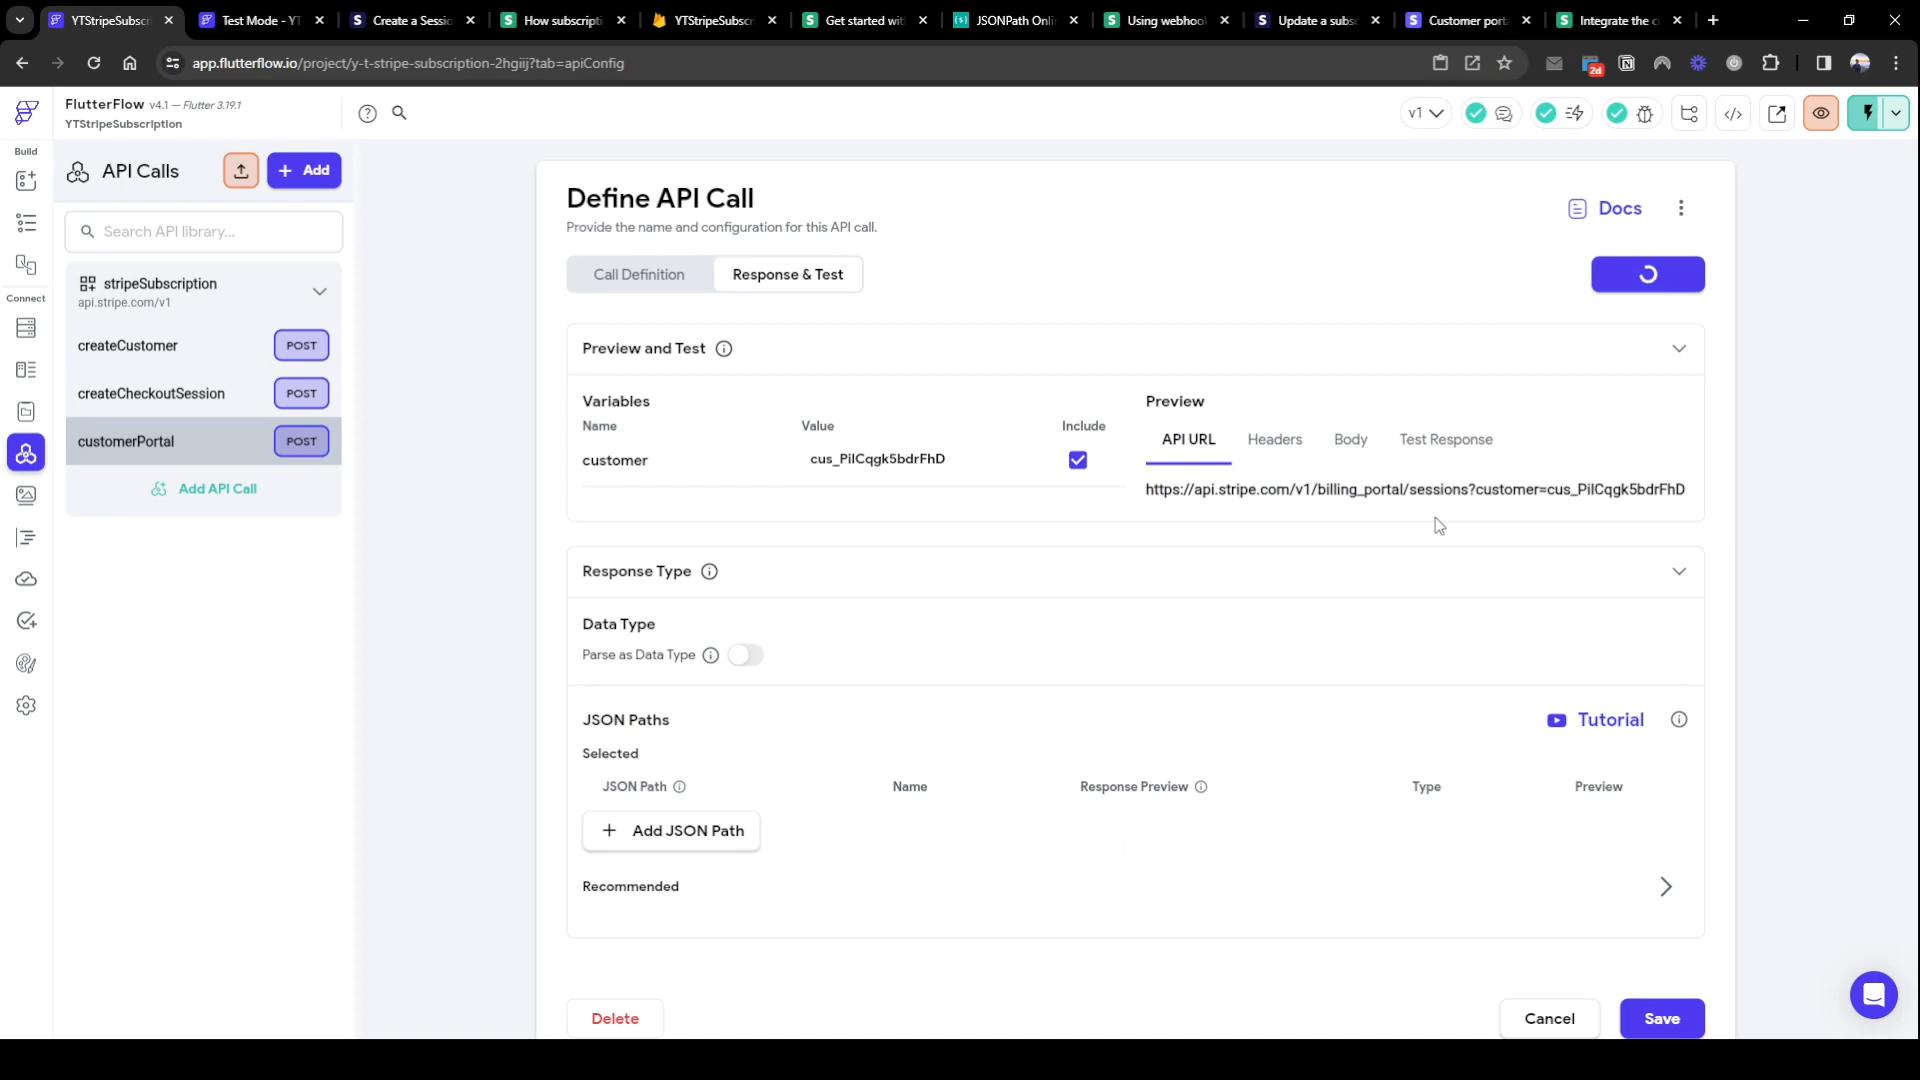 YTStripeSubscri
Test Mode - YT
Create a Sessio
How subscripti
YTStripeSubscr
Get started wit
JSONPath Onli
Using webhook
Update a subs
Customer port
Integrate the c
app.flutterflow.io/project/y-t-stripe-subscription-2hgiij?tab=apiConfig
2d
FlutterFlow v4.1 — Flutter 3.19.1
YTStripeSubscription
v1
Build
Connect
API Calls
Add
Search API library...
stripeSubscription
api.stripe.com/v1
createCustomer
POST
createCheckoutSession
POST
customerPortal
POST
Add API Call
Define API Call
Provide the name and configuration for this API call.
Docs
Call Definition
Response & Test
Preview and Test
Variables
Name
Value
Include
customer
cus_PilCqgk5bdrFhD
Preview
API URL
Headers
Body
Test Response
https://api.stripe.com/v1/billing_portal/sessions?customer=cus_PilCqgk5bdrFhD
Response Type
Data Type
Parse as Data Type
JSON Paths
Tutorial
Selected
JSON Path
Name
Response Preview
Type
Preview
Add JSON Path
Recommended
Delete
Cancel
Save